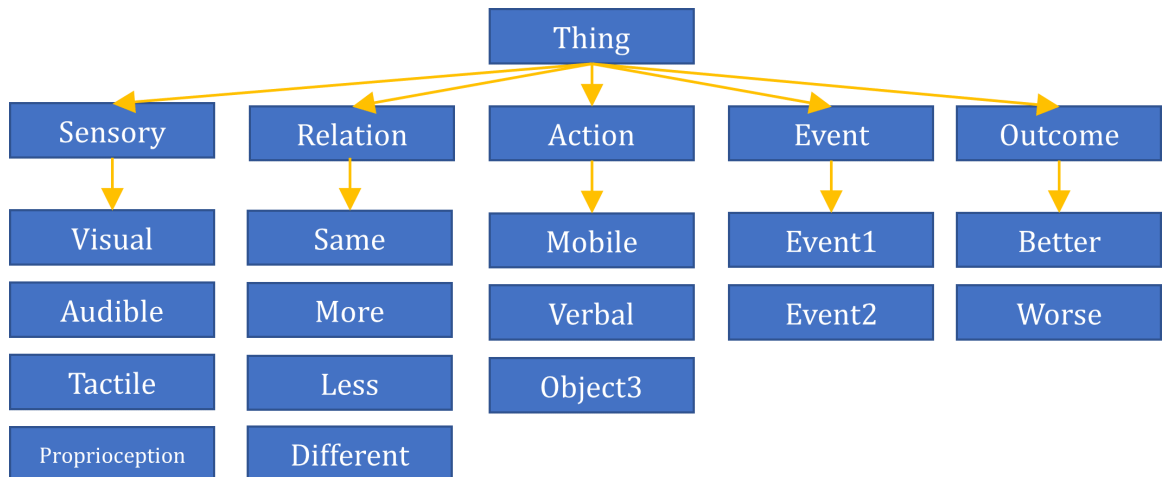 Thing
Sensory
Relation
Action
Event
Outcome
Visual
Same
Mobile
Event1
Better
Audible
More
Verbal
Event2
Worse
Tactile
Less
Object3
Proprioception
Different